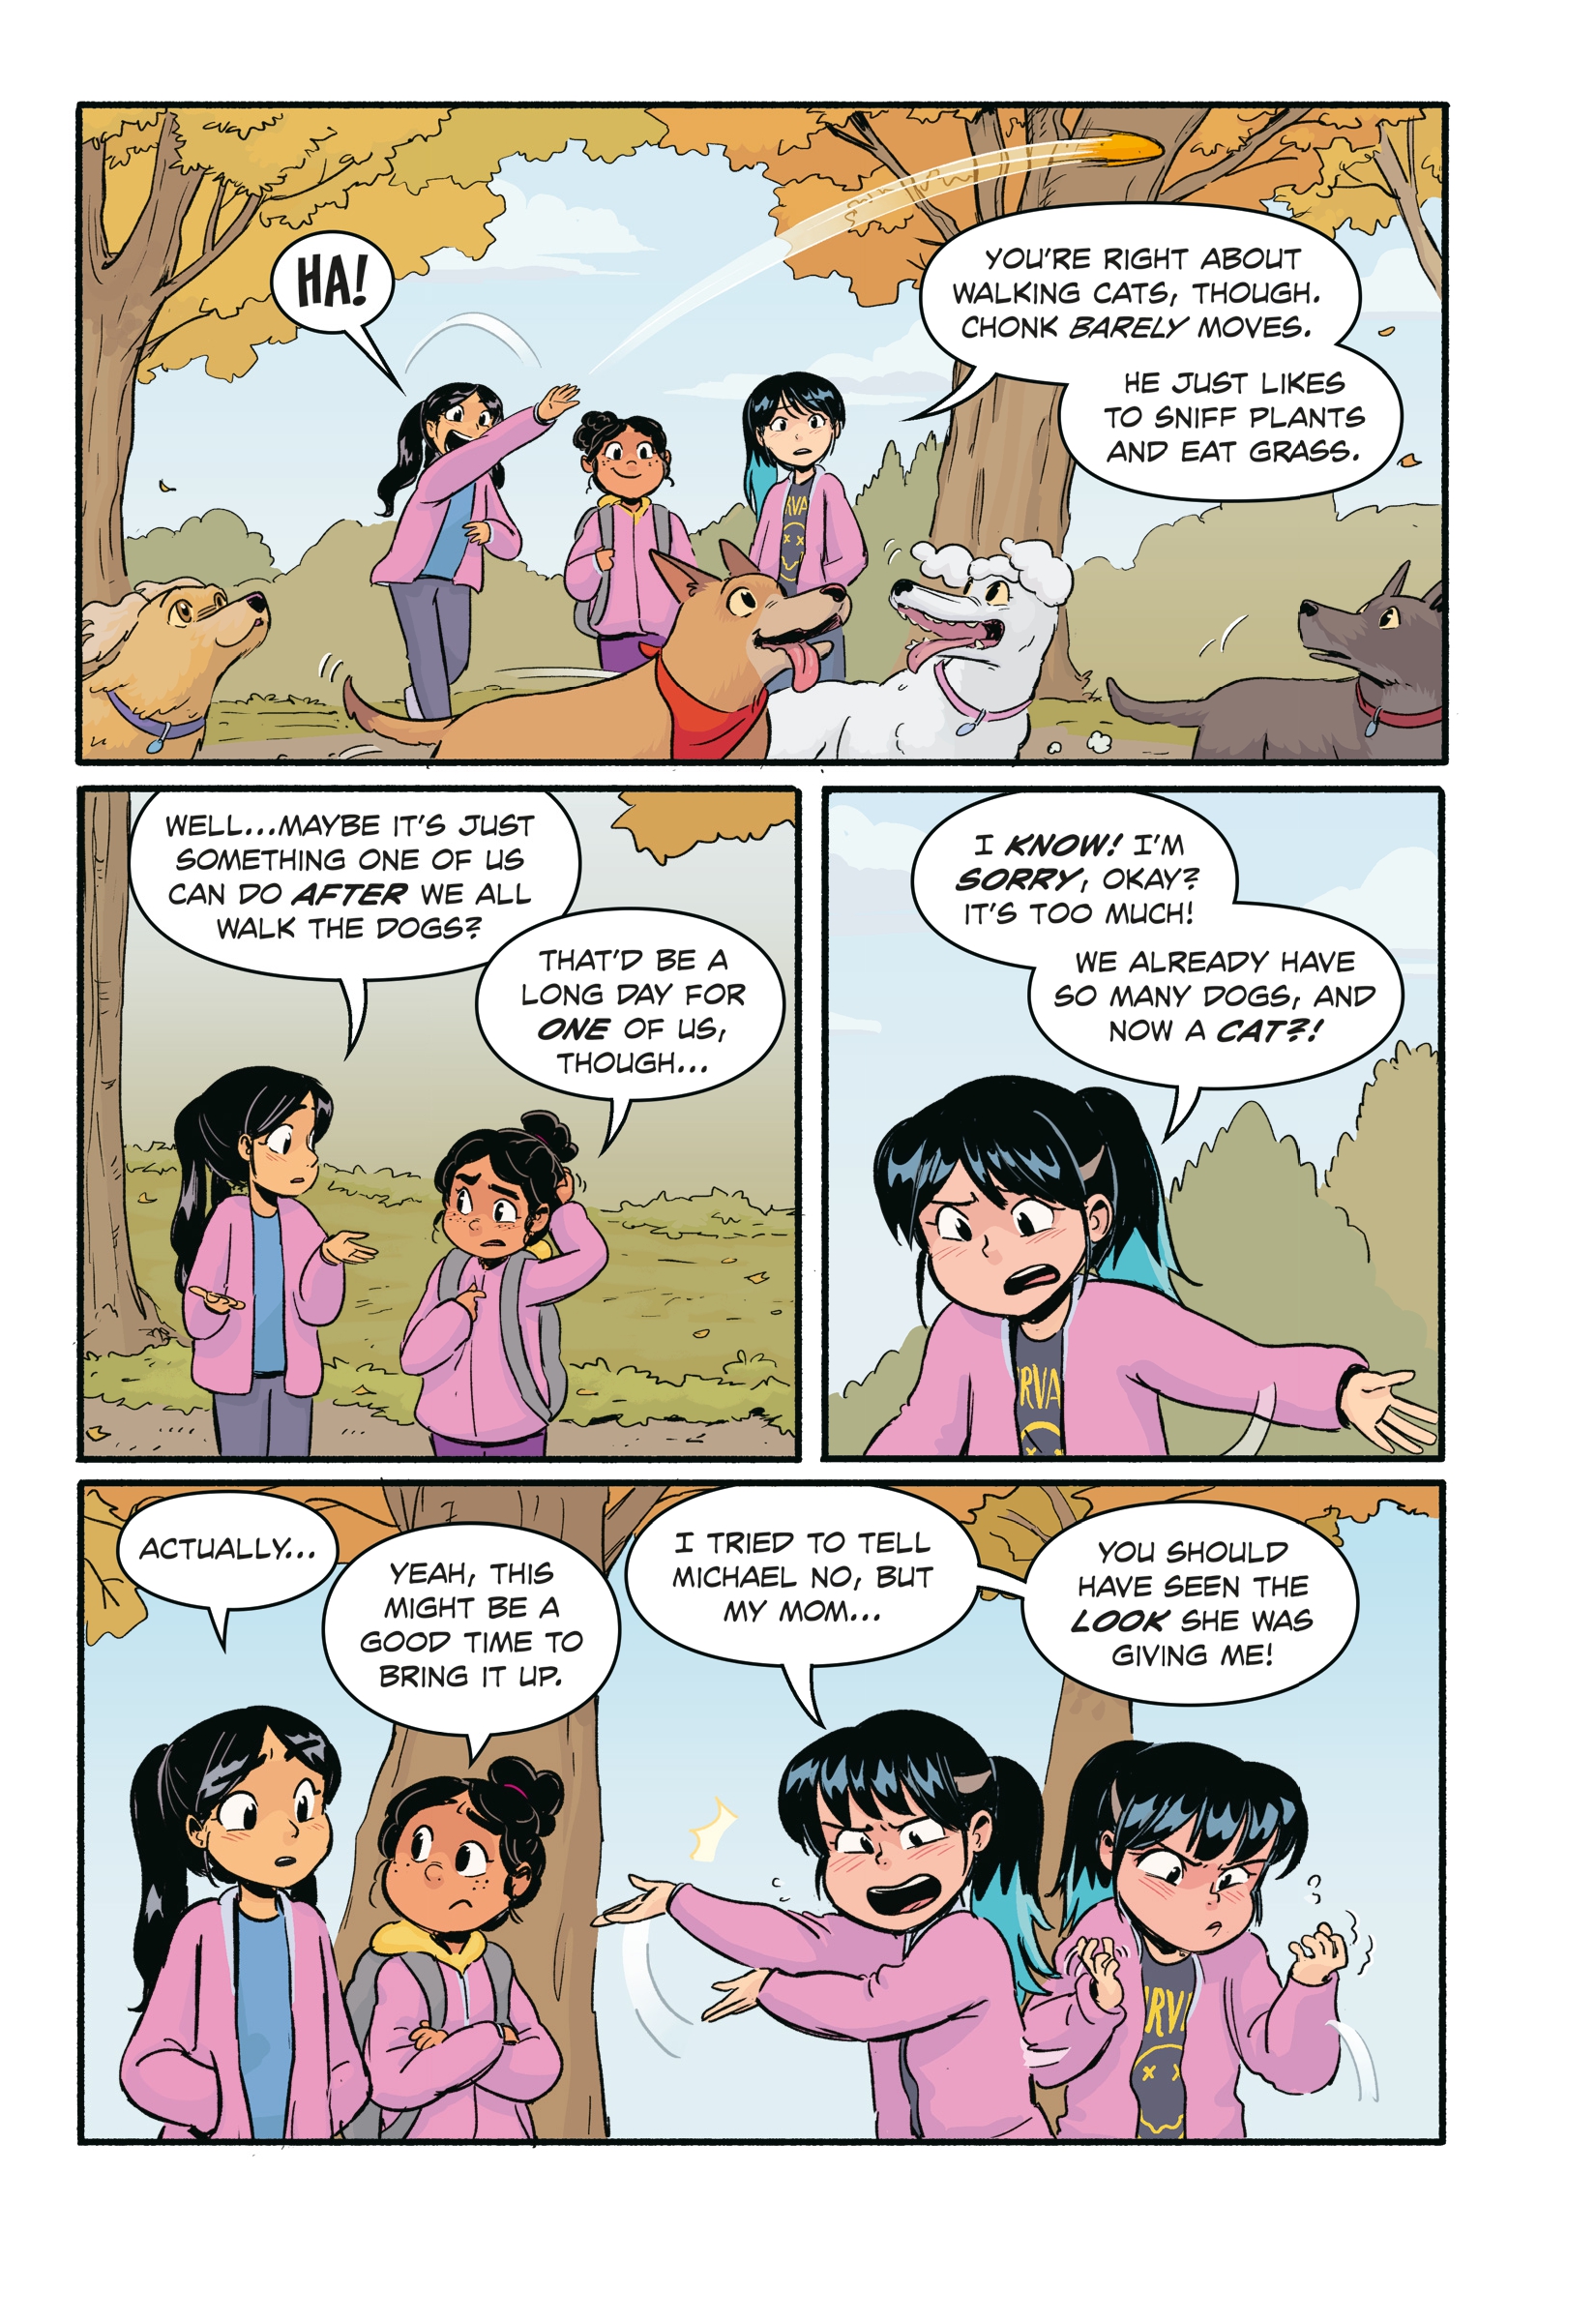 HA!
YOU'RE RIGHT ABOUT
WALKING CATS, THOUGH.
CHONK BARELY MOVES.
HE JUST LIKES
TO SNIFF PLANTS
AND EAT GRASS.
RVA
WELL...MAYBE IT'S JUST
SOMETHING ONE OF US
CAN DO AFTER WE ALL
WALK THE DOGS?
THAT'D BE A
LONG DAY FOR
ONE OF US,
THOUGH...
I KNOW! I'M
SORRY, OKAY?
IT'S TOO MUCH!
WE ALREADY HAVE
SO MANY DOGS, AND
NOW A CAT?!
RVA
ACTUALLY...
YEAH, THIS
MIGHT BE A
GOOD TIME TO
BRING IT UP.
I TRIED TO TELL
MICHAEL NO, BUT
MY MOM...
YOU SHOULD
HAVE SEEN THE
LOOK SHE WAS
GIVING ME!
RV